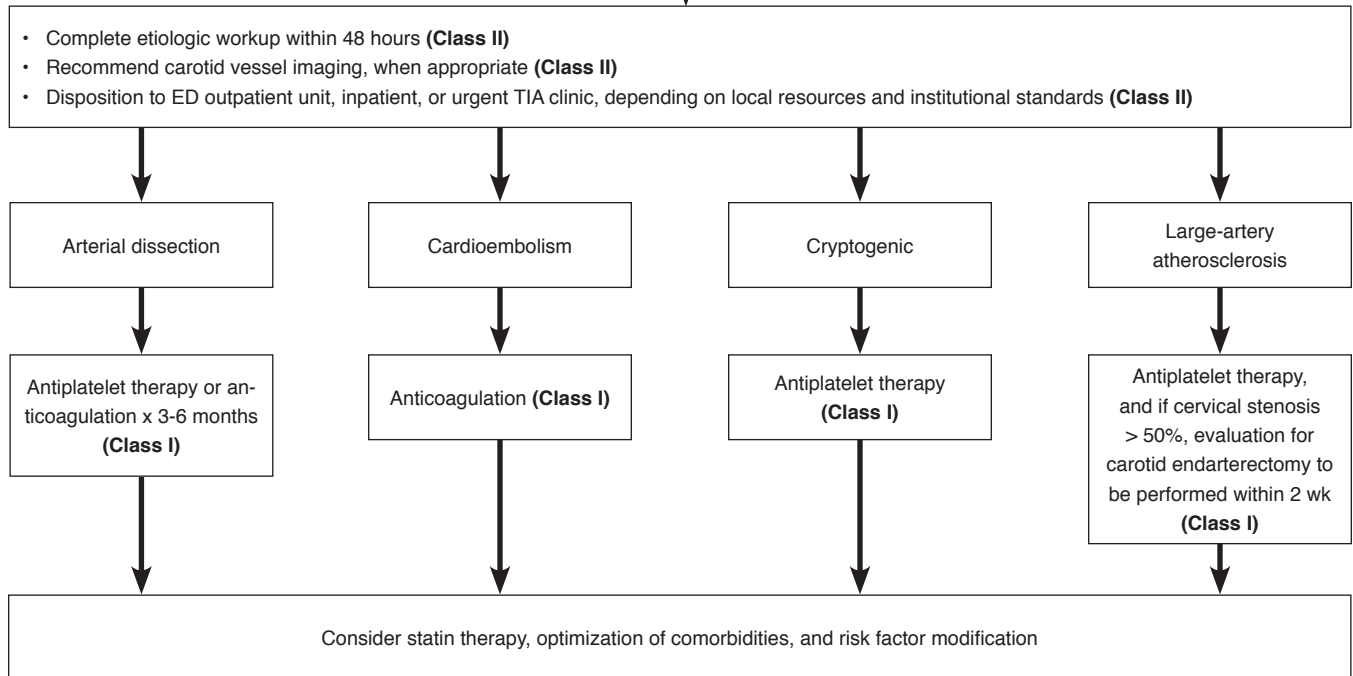 • Complete etiologic workup within 48 hours (Class II)
• Recommend carotid vessel imaging, when appropriate (Class II)
• Disposition to ED outpatient unit, inpatient, or urgent TIA clinic, depending on local resources and institutional standards (Class II)
Arterial dissection
Cardioembolism
Cryptogenic
Large-artery
atherosclerosis
Antiplatelet therapy or an-
ticoagulation x 3-6 months
(Class I)
Anticoagulation (Class I)
Antiplatelet therapy
(Class I)
Antiplatelet therapy,
and if cervical stenosis
> 50%, evaluation for
carotid endarterectomy to
be performed within 2 wk
(Class I)
Consider statin therapy, optimization of comorbidities, and risk factor modification